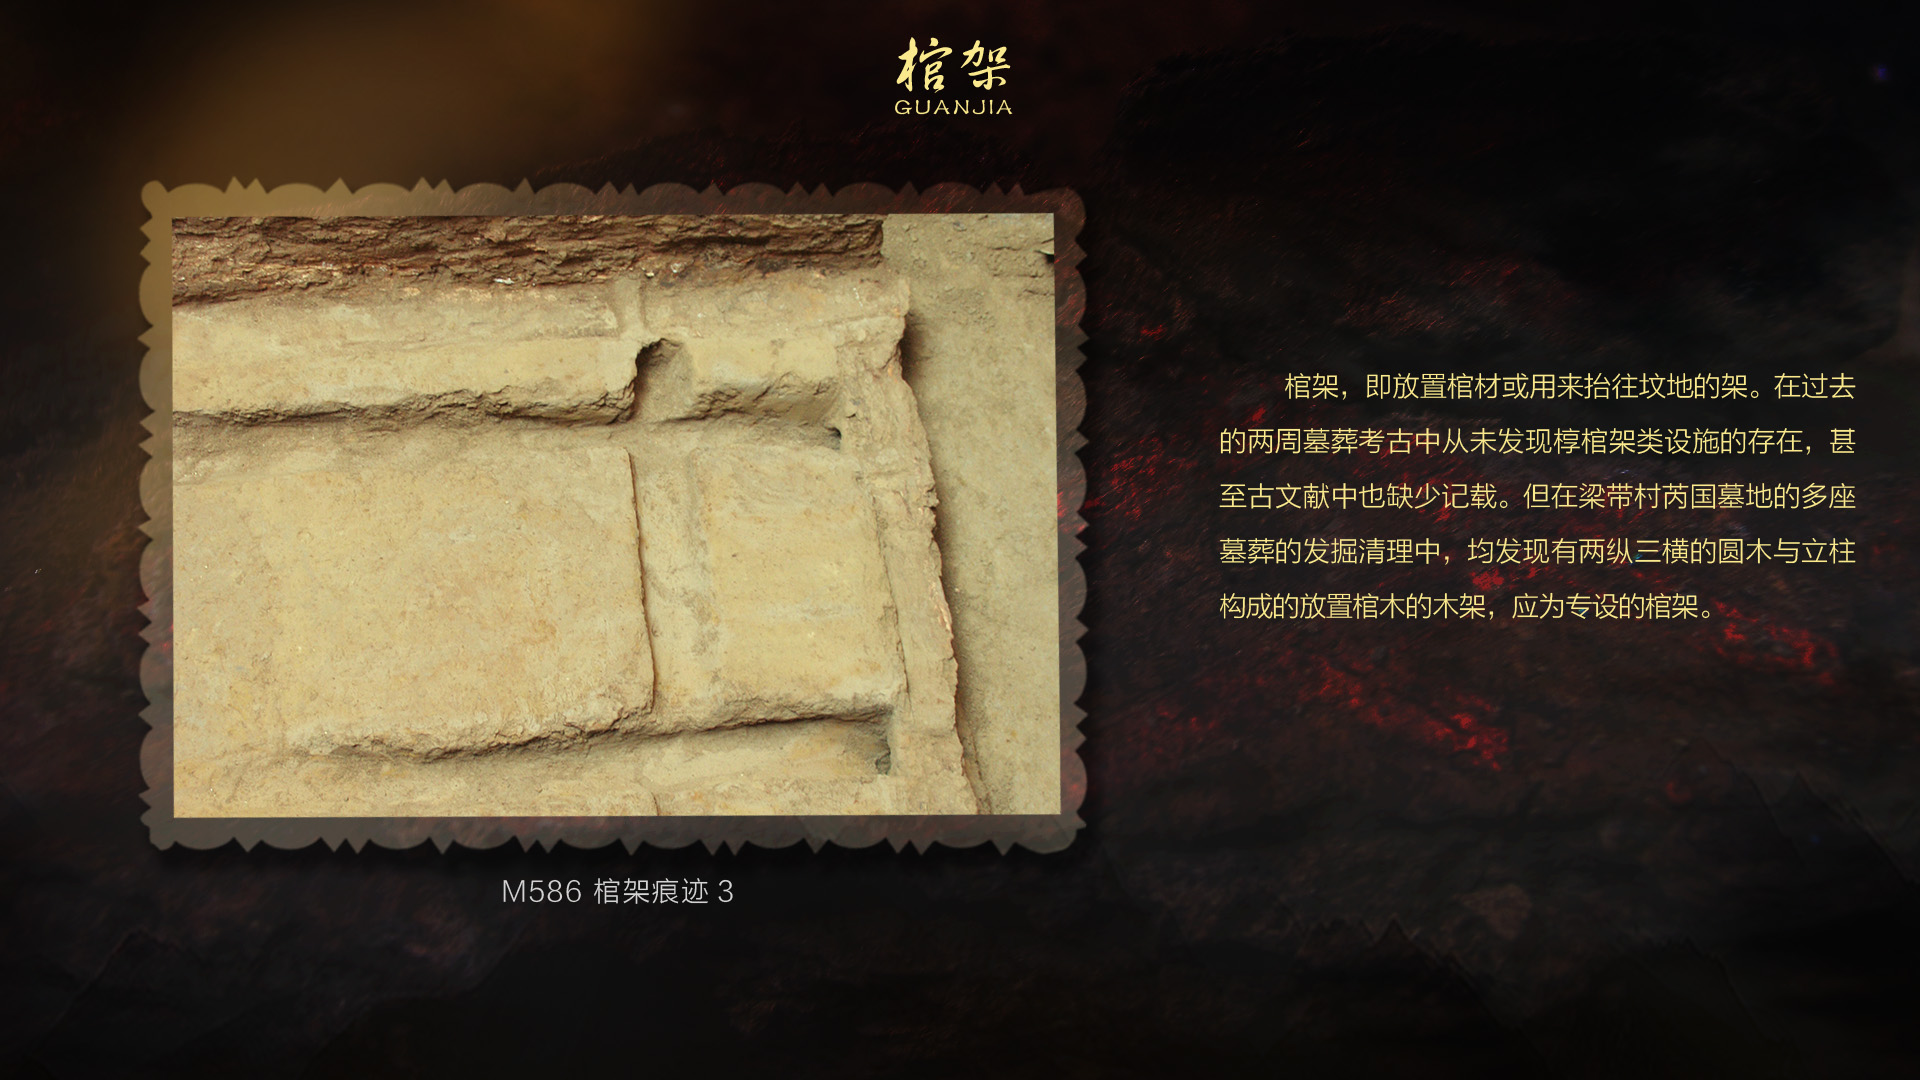 棺架
GUANJIA
棺架，即放置棺材或用来抬往坟地的架。在过去
的两周墓葬考古中从未发现椁棺架类设施的存在，甚
至古文献中也缺少记载。但在梁带村芮国墓地的多座
墓葬的发掘清理中，均发现有两纵三横的圆木与立柱
构成的放置棺木的木架，应为专设的棺架。
M586 棺架痕迹 3